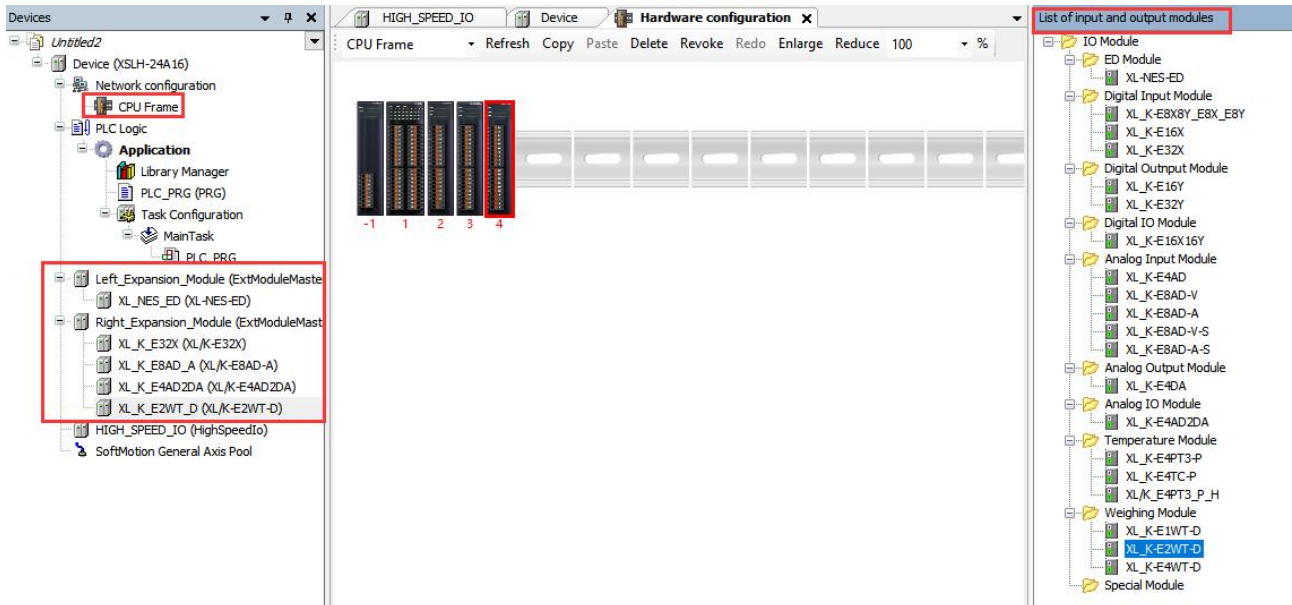 Devices
Untitled2
Device (XSLH-24A16)
Network configuration
CPU Frame
PLC Logic
Application
Library Manager
PLC_PRG (PRG)
Task Configuration
MainTask
PLC_PRG
Left_Expansion_Module (ExtModuleMaste
XL_NES_ED (XL-NES-ED)
Right_Expansion_Module (ExtModuleMast
XL_K_E32X (XL/K-E32X)
XL_K_E8AD_A (XL/K-E8AD-A)
XL_K_E4AD2DA (XL/K-E4AD2DA)
XL_K_E2WT_D (XL/K-E2WT-D)
HIGH_SPEED_IO (HighSpeedIo)
SoftMotion General Axis Pool
HIGH_SPEED_IO Device Hardware configuration
CPU Frame Refresh Copy Paste Delete Revoke Redo Enlarge Reduce 100 %
-1 1 2 3 4
List of input and output modules
IO Module
ED Module
XL-NES-ED
Digital Input Module
XL_K-E8X8Y_E8X_E8Y
XL_K-E16X
XL_K-E32X
Digital Outnput Module
XL_K-E16Y
XL_K-E32Y
Digital IO Module
XL_K-E16X16Y
Analog Input Module
XL_K-E4AD
XL_K-E8AD-V
XL_K-E8AD-A
XL_K-E8AD-V-S
XL_K-E8AD-A-S
Analog Output Module
XL_K-E4DA
Analog IO Module
XL_K-E4AD2DA
Temperature Module
XL_K-E4PT3-P
XL_K-E4TC-P
XL/K_E4PT3_P_H
Weighing Module
XL_K-E1WT-D
XL_K-E2WT-D
XL_K-E4WT-D
Special Module